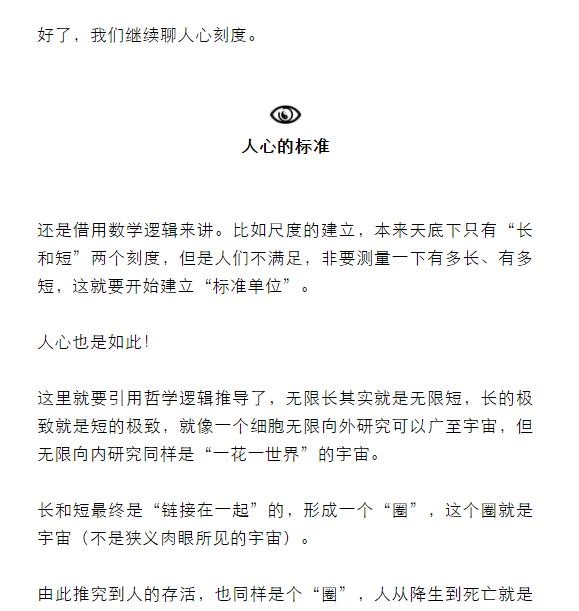 好了，我们继续聊人心刻度。
人心的标准
还是借用数学逻辑来讲。比如尺度的建立，本来天底下只有“长
和短”两个刻度，但是人们不满足，非要测量一下有多长、有多
短，这就要开始建立“标准单位”。
人心也是如此！
这里就要引用哲学逻辑推导了，无限长其实就是无限短，长的极
致就是短的极致，就像一个细胞无限向外研究可以广至宇宙，但
无限向内研究同样是“一花一世界”的宇宙。
长和短最终是“链接在一起”的，形成一个“圈”，这个圈就是
宇宙（不是狭义肉眼所见的宇宙）。
由此推究到人的存活，也同样是个“圈”，人从降生到死亡就是